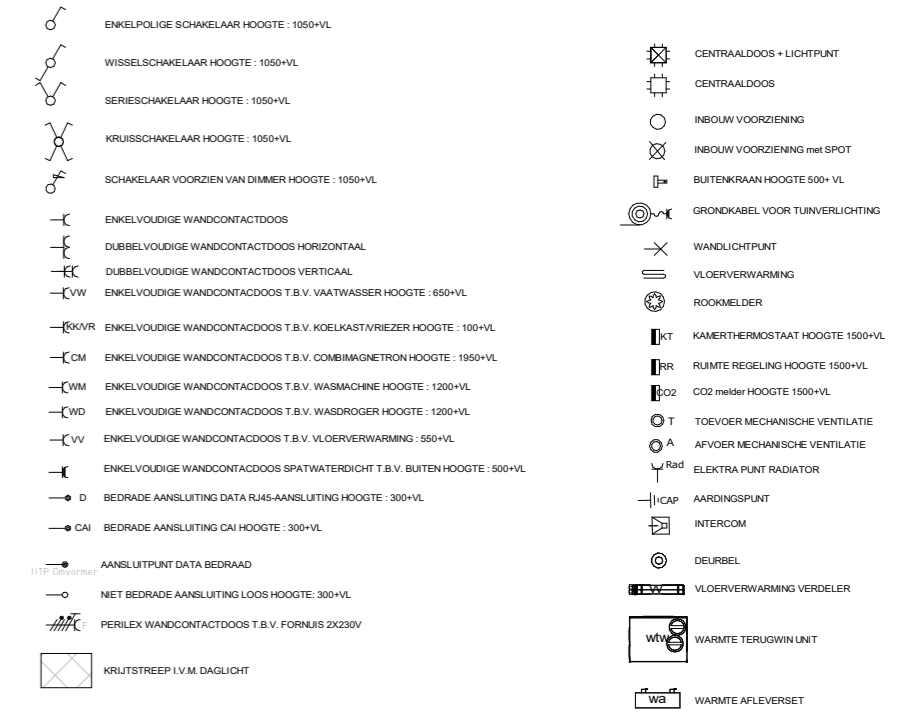 ENKELPOLIGE SCHAKELAAR HOOGTE : 1050+VL
WISSELSCHAKELAAR HOOGTE : 1050+VL
SERIESCHAKELAAR HOOGTE : 1050+VL
KRUISSCHAKELAAR HOOGTE : 1050+VL
SCHAKELAAR VOORZIEN VAN DIMMER HOOGTE : 1050+VL
ENKELVOUDIGE WANDCONTACTDOOS
DUBBELVOUDIGE WANDCONTACTDOOS HORIZONTAAL
DUBBELVOUDIGE WANDCONTACTDOOS VERTICAAL
VW ENKELVOUDIGE WANDCONTACDOOS T.B.V. VAATWASSER HOOGTE : 650+VL
KK/VR ENKELVOUDIGE WANDCONTACDOOS T.B.V. KOELKAST/VRIEZER HOOGTE : 100+VL
CM ENKELVOUDIGE WANDCONTACDOOS T.B.V. COMBIMAGNETRON HOOGTE : 1950+VL
WM ENKELVOUDIGE WANDCONTACDOOS T.B.V. WASMACHINE HOOGTE : 1200+VL
WD ENKELVOUDIGE WANDCONTACDOOS T.B.V. WASDROGER HOOGTE : 1200+VL
VV ENKELVOUDIGE WANDCONTACDOOS T.B.V. VLOERVERWARMING : 550+VL
ENKELVOUDIGE WANDCONTACDOOS SPATWATERDICHT T.B.V. BUITEN HOOGTE : 500+VL
D BEDRADE AANSLUITING DATA RJ45-AANSLUITING HOOGTE : 300+VL
CAI BEDRADE AANSLUITING CAI HOOGTE : 300+VL
AANSLUITPUNT DATA BEDRAAD
UTP Omvormer
NIET BEDRADE AANSLUITING LOOS HOOGTE: 300+VL
F PERILEX WANDCONTACTDOOS T.B.V. FORNUIS 2X230V
KRIJTSTREEP I.V.M. DAGLICHT
CENTRAALDOOS + LICHTPUNT
CENTRAALDOOS
INBOUW VOORZIENING
INBOUW VOORZIENING met SPOT
BUITENKRAAN HOOGTE 500+ VL
GRONDKABEL VOOR TUINVERLICHTING
WANDLICHTPUNT
VLOERVERWARMING
ROOKMELDER
KT KAMERTHERMOSTAAT HOOGTE 1500+VL
RR RUIMTE REGELING HOOGTE 1500+VL
CO2 CO2 melder HOOGTE 1500+VL
T TOEVOER MECHANISCHE VENTILATIE
A AFVOER MECHANISCHE VENTILATIE
Rad ELEKTRA PUNT RADIATOR
CAP AARDINGSPUNT
INTERCOM
DEURBEL
VV VLOERVERWARMING VERDELER
wtw WARMTE TERUGWIN UNIT
wa WARMTE AFLEVERSET